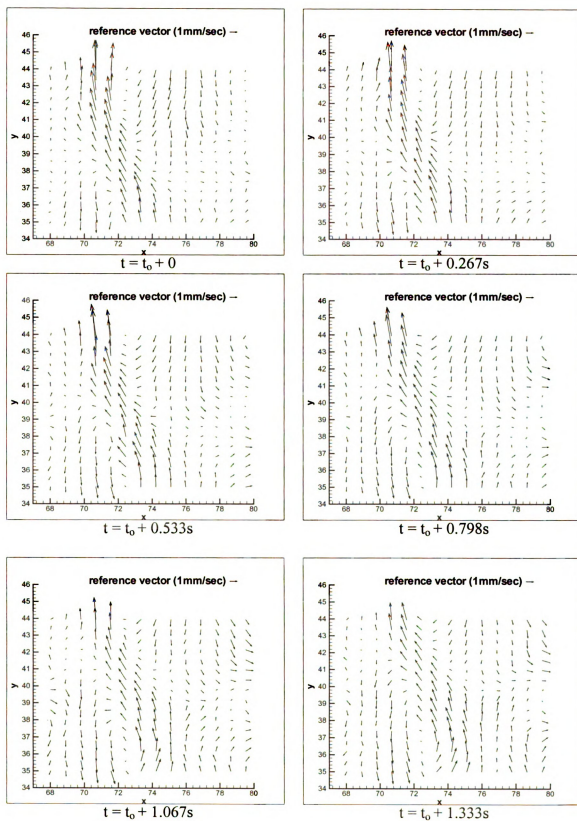 reference vector (1mm/sec) →
46
45
44
43
42
41
40
39
38
37
36
35
34
y
68 70 72 74 76 78 80
x
t = tₒ + 0
reference vector (1mm/sec) →
46
45
44
43
42
41
40
39
38
37
36
35
34
y
68 70 72 74 76 78 80
x
t = tₒ + 0.267s
reference vector (1mm/sec) →
46
45
44
43
42
41
40
39
38
37
36
35
34
y
68 70 72 74 76 78 80
x
t = tₒ + 0.533s
reference vector (1mm/sec) →
46
45
44
43
42
41
40
39
38
37
36
35
34
y
68 70 72 74 76 78 80
x
t = tₒ + 0.798s
reference vector (1mm/sec) →
46
45
44
43
42
41
40
39
38
37
36
35
34
y
68 70 72 74 76 78 80
x
t = tₒ + 1.067s
reference vector (1mm/sec) →
46
45
44
43
42
41
40
39
38
37
36
35
34
y
68 70 72 74 76 78 80
x
t = tₒ + 1.333s